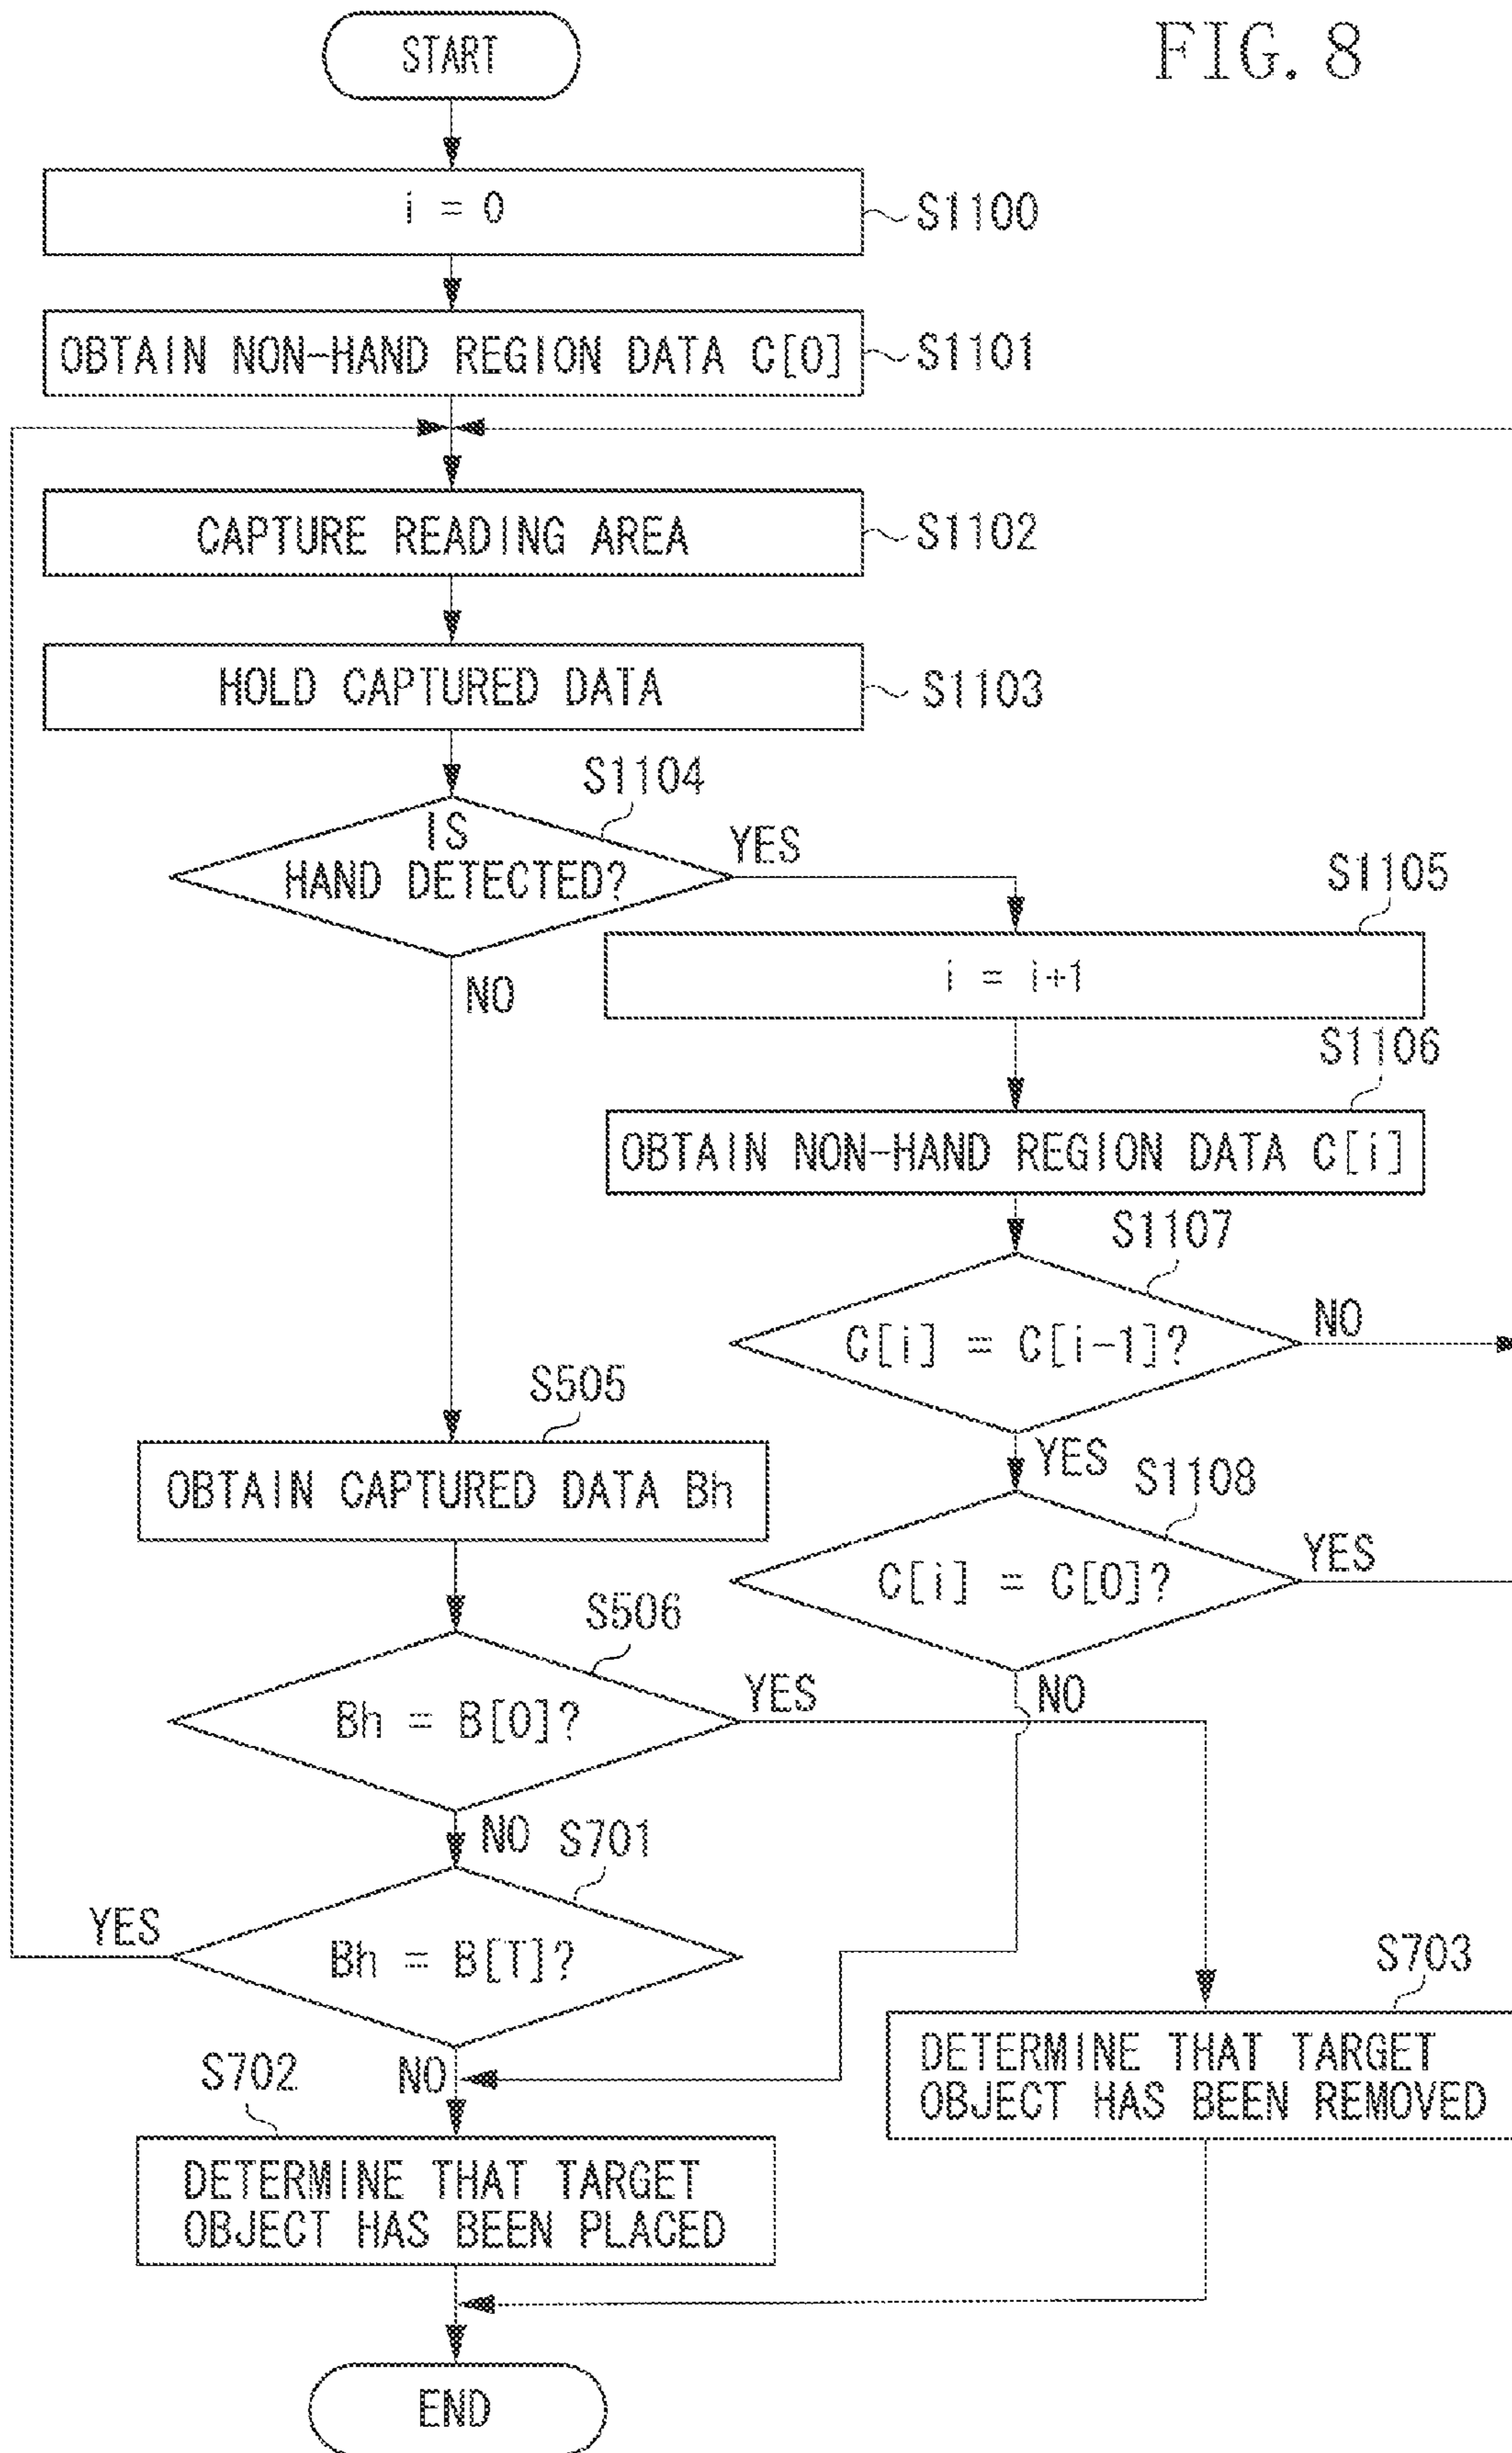 FIG. 8
START
i = 0
S1100
OBTAIN NON-HAND REGION DATA C[0]
S1101
CAPTURE READING AREA
S1102
HOLD CAPTURED DATA
S1103
S1104
IS
HAND DETECTED?
YES
NO
S1105
i = i+1
S1106
OBTAIN NON-HAND REGION DATA C[i]
S1107
C[i] = C[i-1]?
NO
YES
S1108
C[i] = C[0]?
YES
NO
S505
OBTAIN CAPTURED DATA Bh
S506
Bh = B[0]?
YES
NO
S701
Bh = B[T]?
YES
NO
S702
DETERMINE THAT TARGET
OBJECT HAS BEEN PLACED
S703
DETERMINE THAT TARGET
OBJECT HAS BEEN REMOVED
END